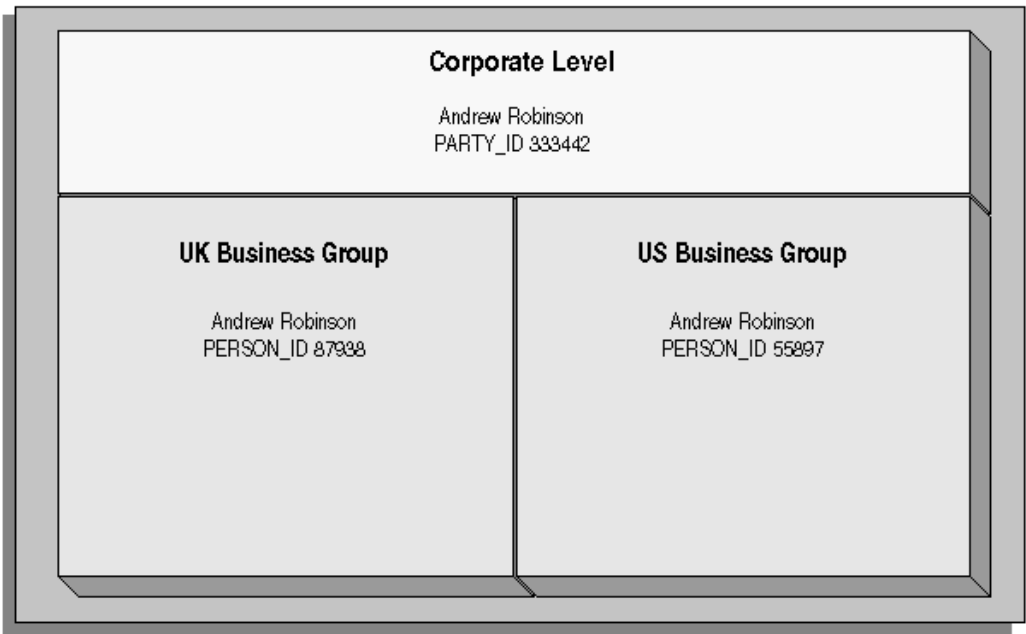 Corporate Level
Andrew Robinson
PARTY_ID 333442
UK Business Group
Andrew Robinson
PERSON_ID 87938
US Business Group
Andrew Robinson
PERSON_ID 55897